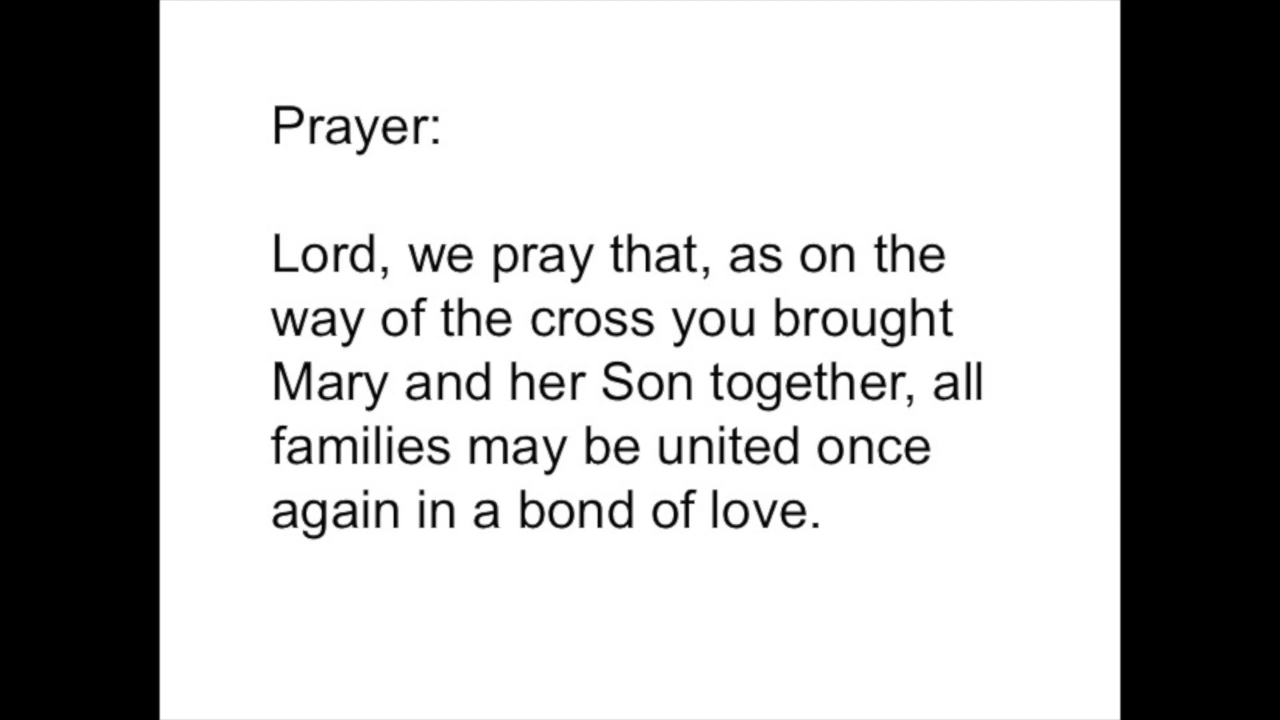 Prayer:
Lord, we pray that, as on the
way of the cross you brought
Mary and her Son together, all
families may be united once
again in a bond of love.